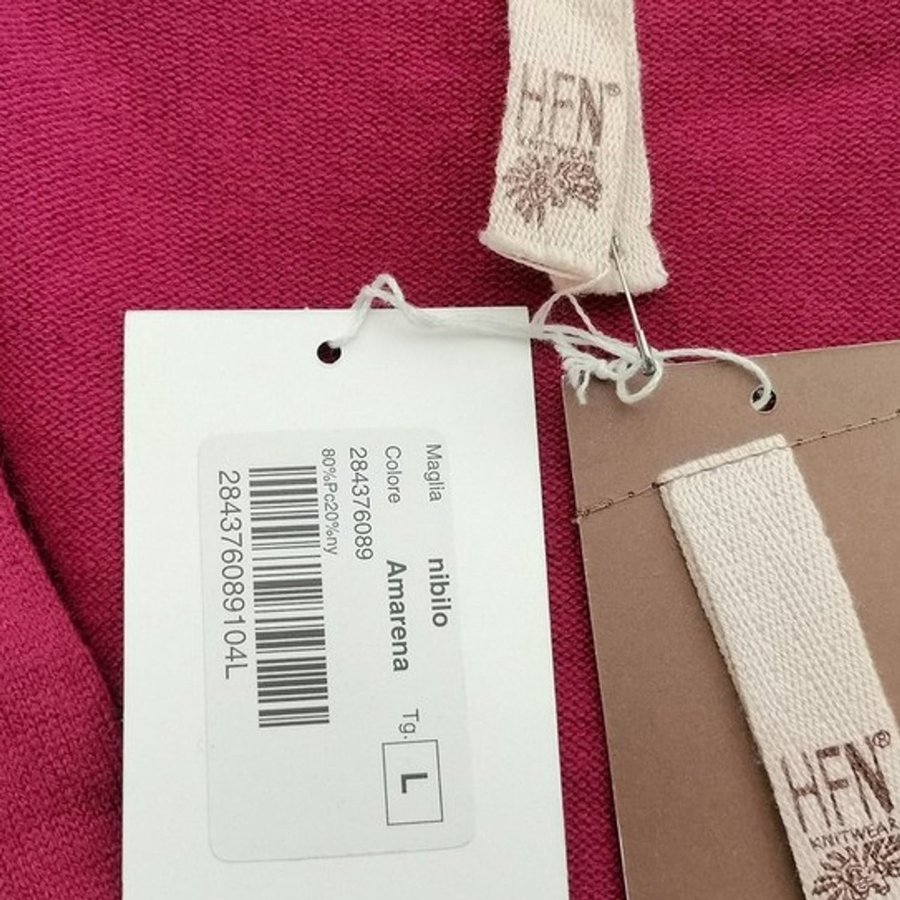 HFN®
KNITWEAR
Maglia nibilo
Colore Amarena Tg. L
284376089
80%Pc20%ny
284376089104L
HFN®
KNITWEAR